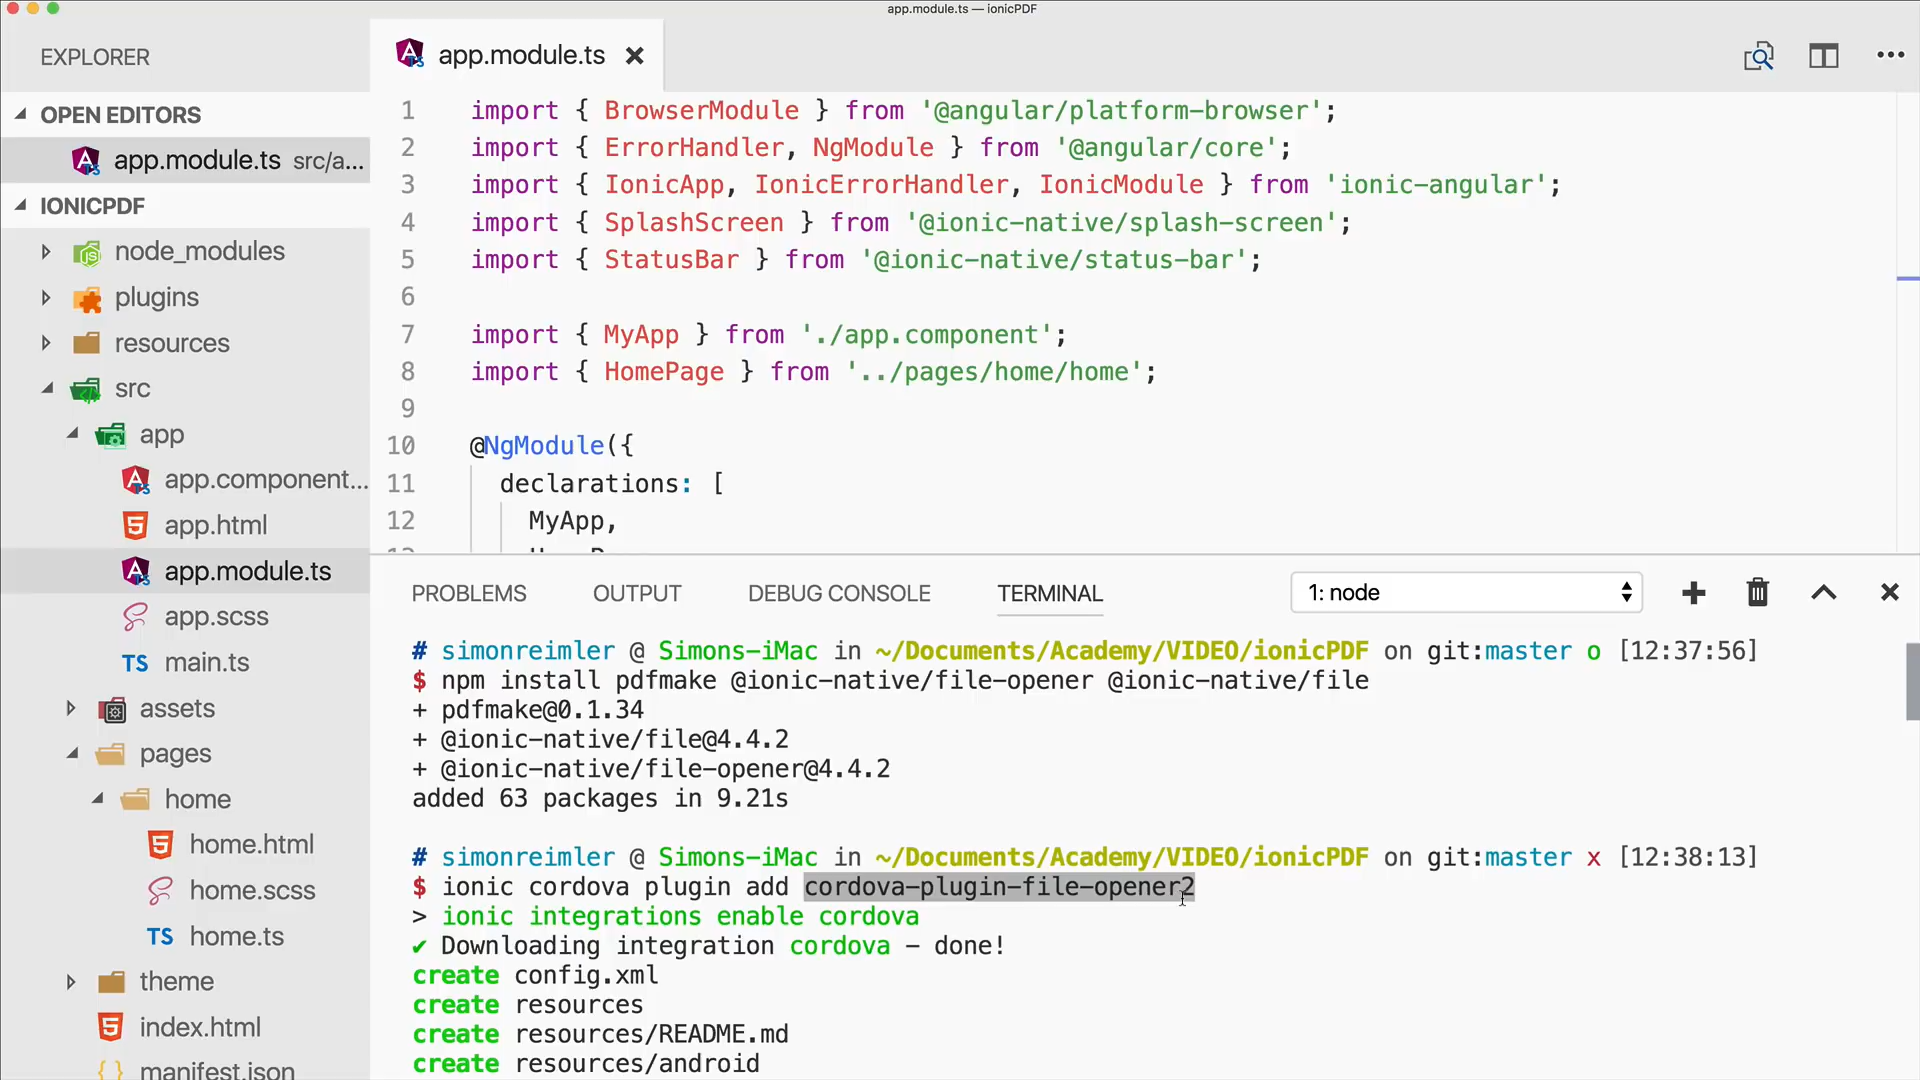 app.module.ts — ionicPDF
EXPLORER
OPEN EDITORS
app.module.ts src/a...
IONICPDF
node_modules
plugins
resources
src
app
app.component...
app.html
app.module.ts
app.scss
TS main.ts
assets
pages
home
home.html
home.scss
TS home.ts
theme
index.html
manifest.json
app.module.ts
1 import { BrowserModule } from '@angular/platform-browser';
2 import { ErrorHandler, NgModule } from '@angular/core';
3 import { IonicApp, IonicErrorHandler, IonicModule } from 'ionic-angular';
4 import { SplashScreen } from '@ionic-native/splash-screen';
5 import { StatusBar } from '@ionic-native/status-bar';
6
7 import { MyApp } from './app.component';
8 import { HomePage } from '../pages/home/home';
9
10 @NgModule({
11 declarations: [
12 MyApp,
PROBLEMS OUTPUT DEBUG CONSOLE TERMINAL 1: node
# simonreimler @ Simons-iMac in ~/Documents/Academy/VIDEO/ionicPDF on git:master o [12:37:56]
$ npm install pdfmake @ionic-native/file-opener @ionic-native/file
+ pdfmake@0.1.34
+ @ionic-native/file@4.4.2
+ @ionic-native/file-opener@4.4.2
added 63 packages in 9.21s
# simonreimler @ Simons-iMac in ~/Documents/Academy/VIDEO/ionicPDF on git:master x [12:38:13]
$ ionic cordova plugin add cordova-plugin-file-opener2
> ionic integrations enable cordova
✔ Downloading integration cordova – done!
create config.xml
create resources
create resources/README.md
create resources/android